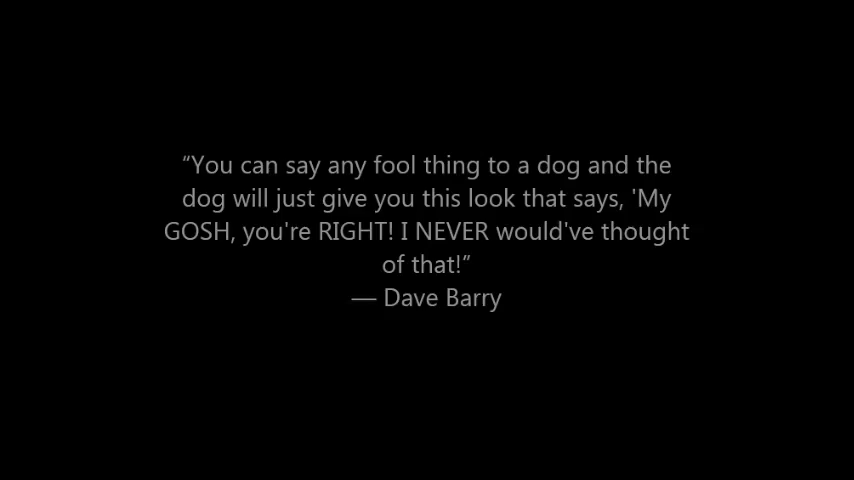 “You can say any fool thing to a dog and the
dog will just give you this look that says, 'My
GOSH, you're RIGHT! I NEVER would've thought
of that!”
— Dave Barry